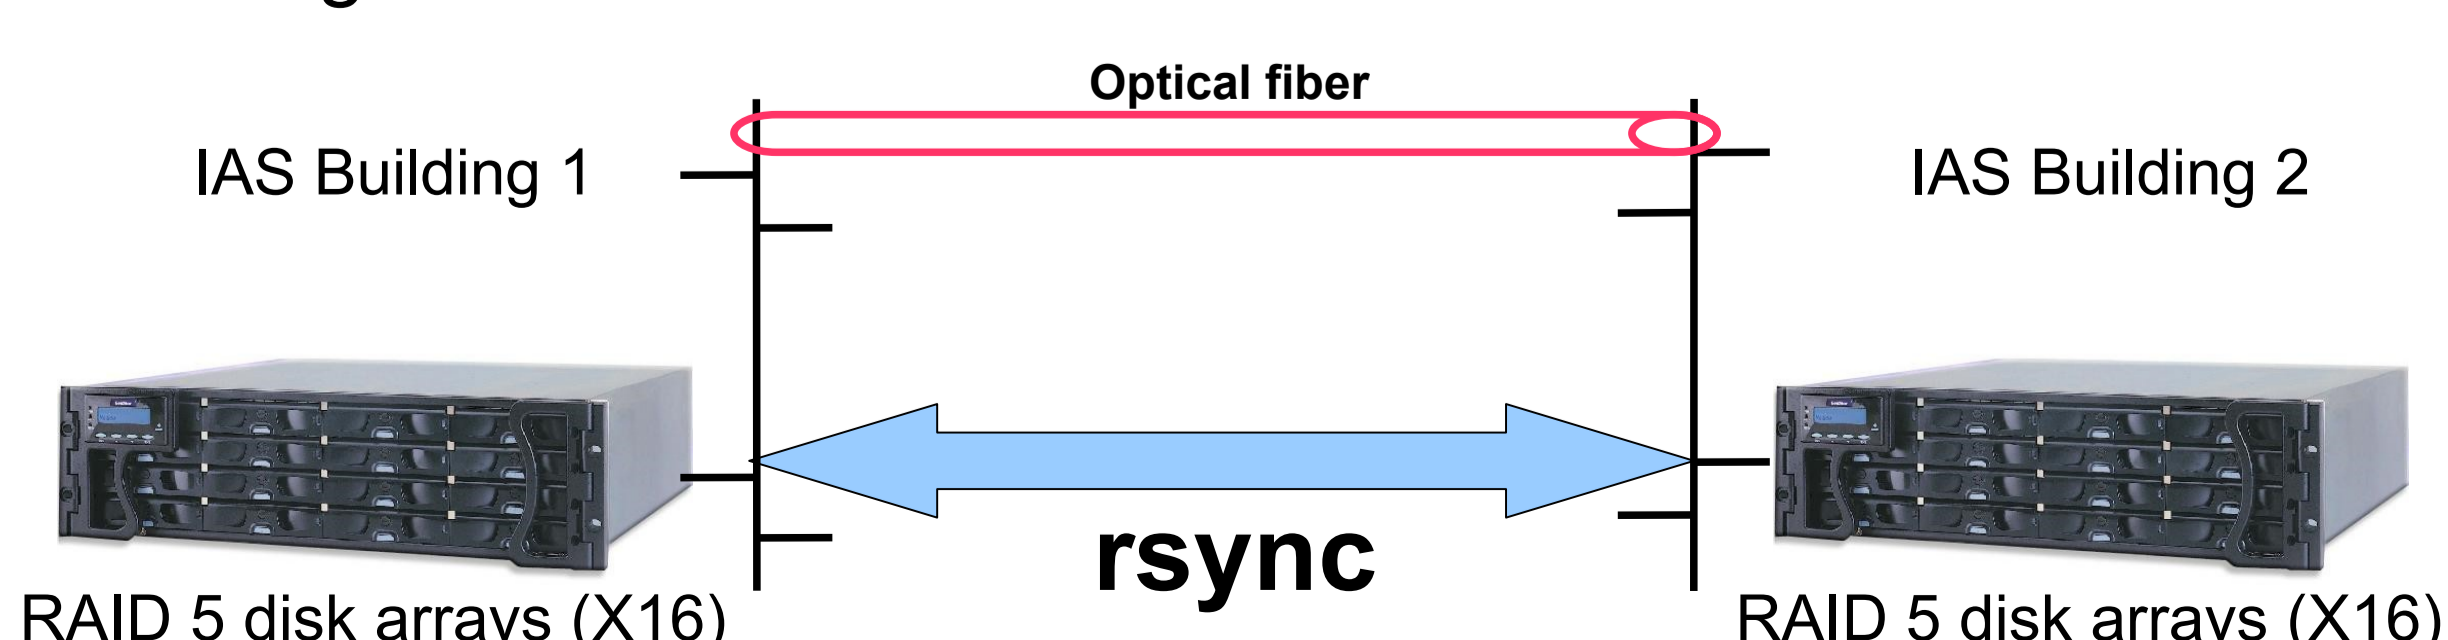 Optical fiber
IAS Building 1
IAS Building 2
rsync
RAID 5 disk arrays (X16)
RAID 5 disk arrays (X16)